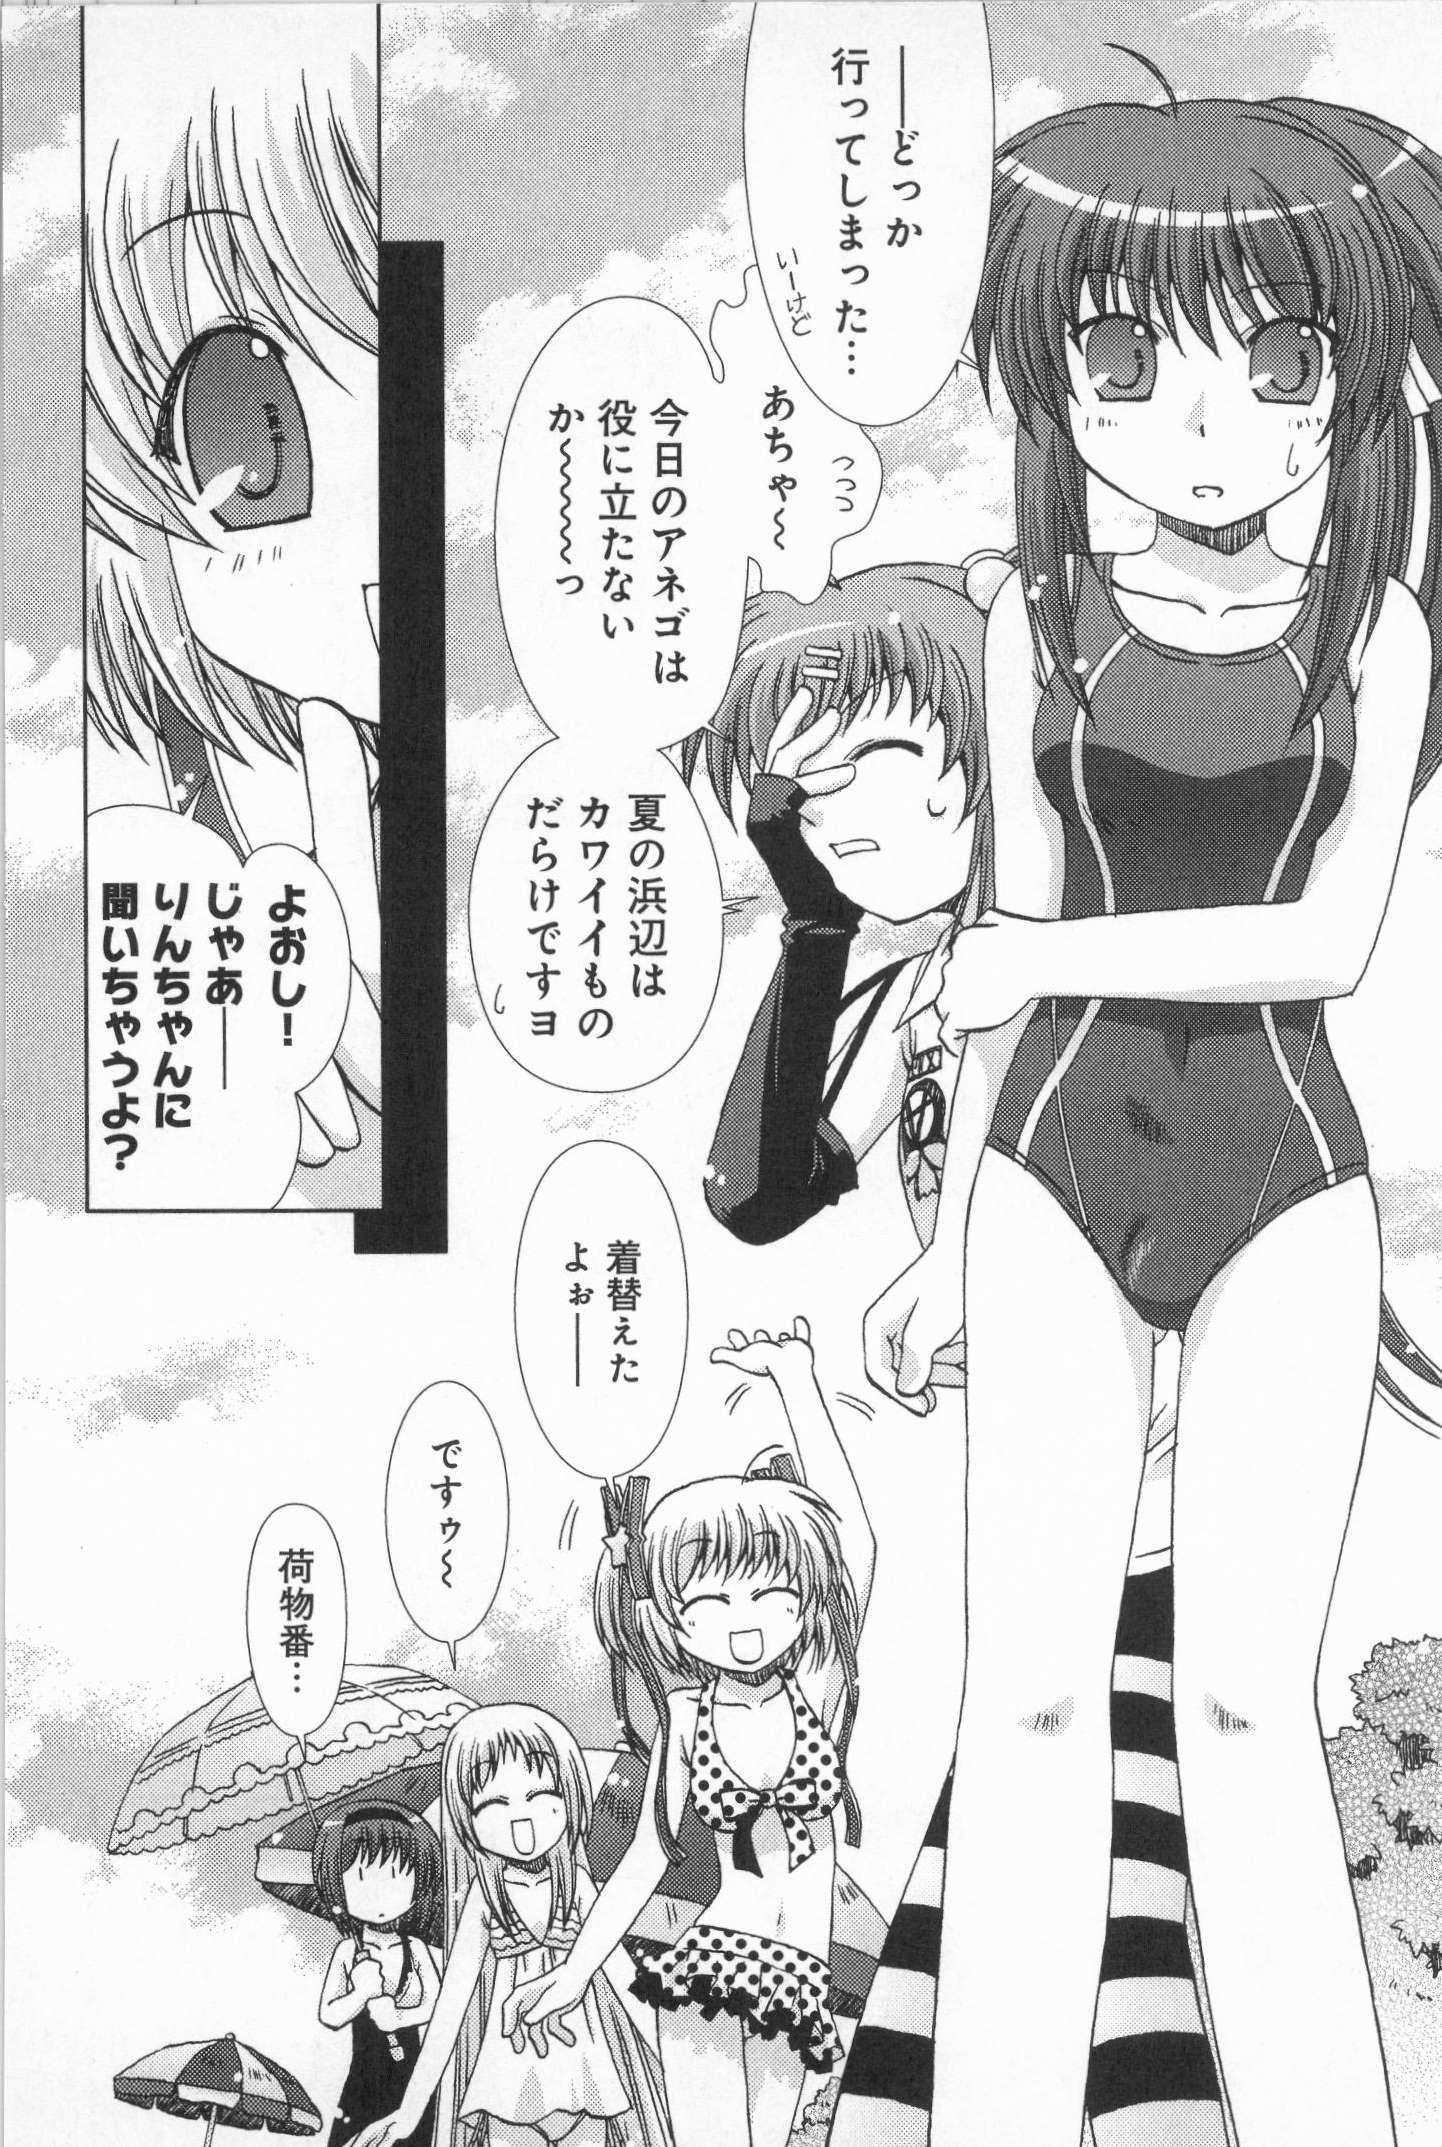 ――どっか
行ってしまった…
いーけど
あちゃ～
っっっ
今日のアネゴは
役に立たない
か～～～～～っ
夏の浜辺は
カワイイもの
だらけですヨ
よおし！
じゃあ――
りんちゃんに
聞いちゃうよ？
着替えた
よぉ――
ですゥ～
荷物番…